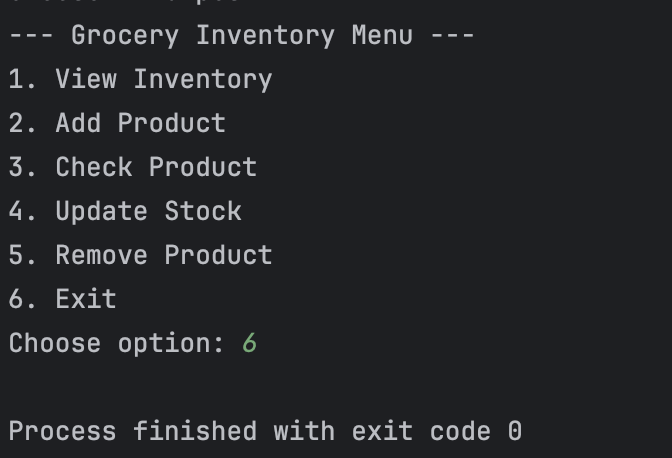 --- Grocery Inventory Menu ---
1. View Inventory
2. Add Product
3. Check Product
4. Update Stock
5. Remove Product
6. Exit
Choose option: 6
Process finished with exit code 0